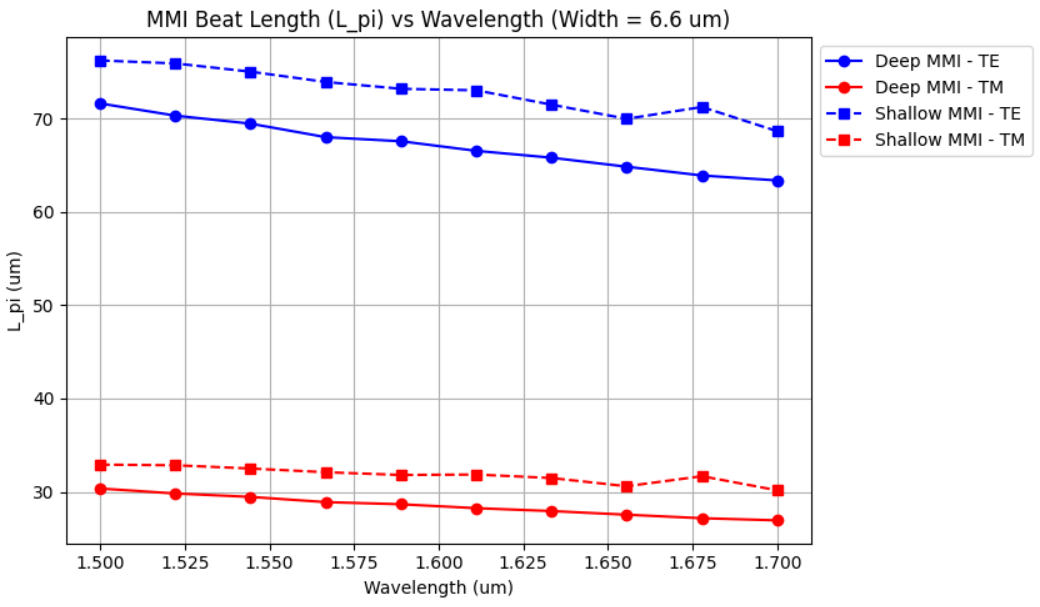 MMI Beat Length (L_pi) vs Wavelength (Width = 6.6 um)
Deep MMI - TE
Deep MMI - TM
Shallow MMI - TE
Shallow MMI - TM
L_pi (um)
70
60
50
40
30
1.500 1.525 1.550 1.575 1.600 1.625 1.650 1.675 1.700
Wavelength (um)